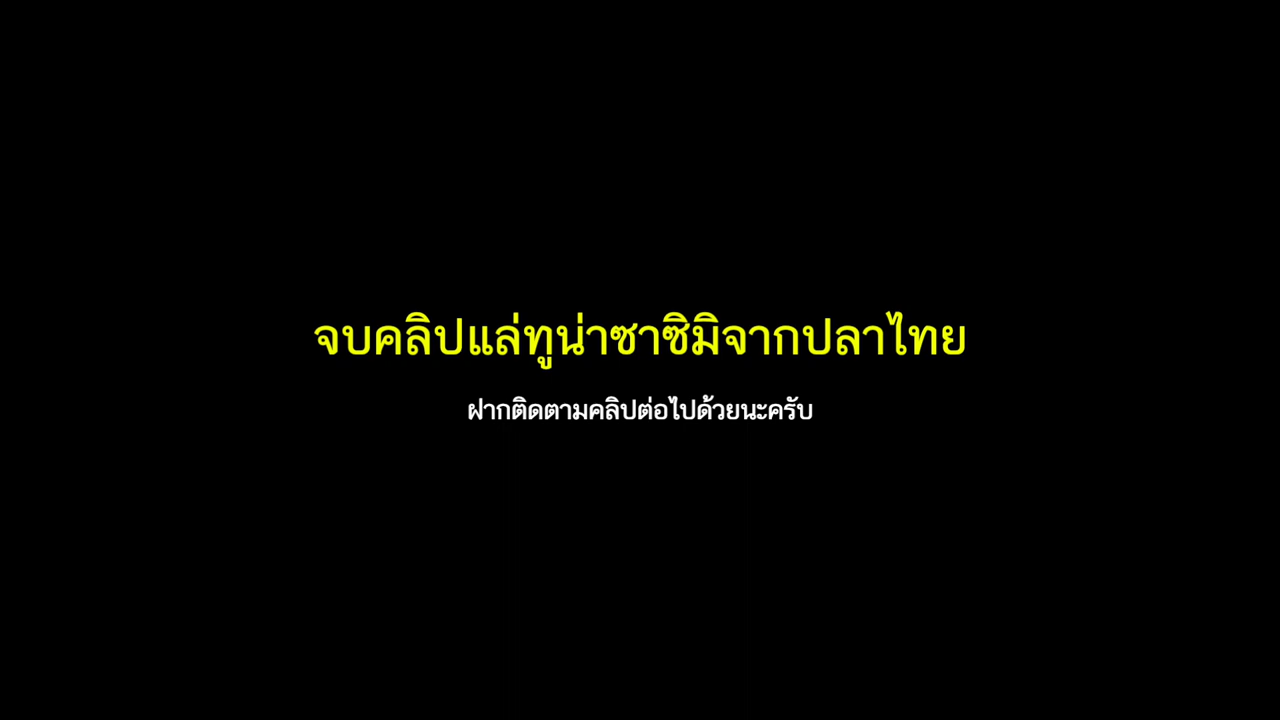 จบคลิปแล่ทูน่าซาซิมิจากปลาไทย
ฝากติดตามคลิปต่อไปด้วยนะครับ